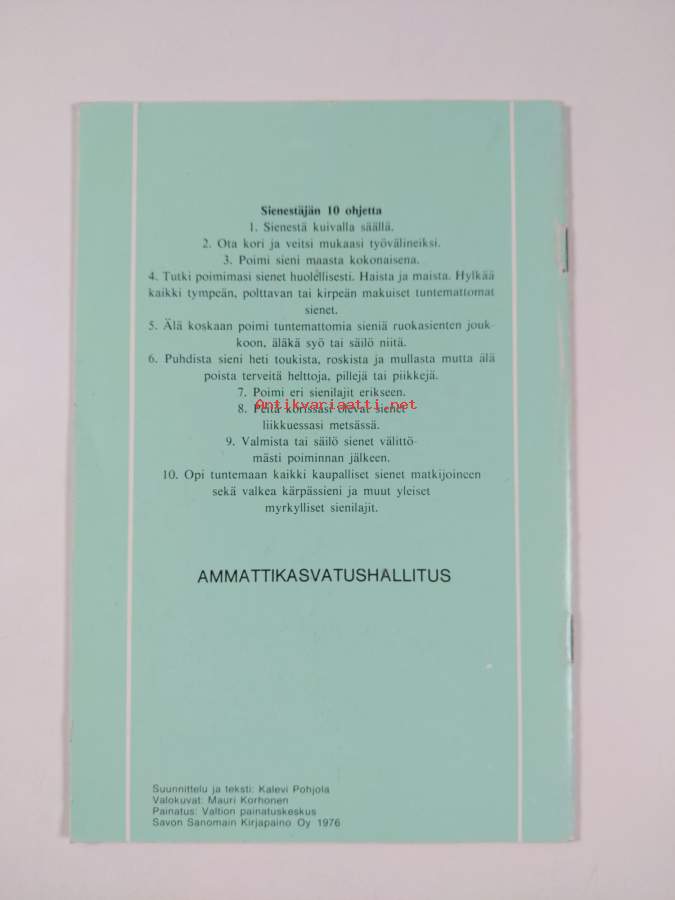 Sienestäjän 10 ohjetta
1. Sienestä kuivalla säällä.
2. Ota kori ja veitsi mukaasi työvälineiksi.
3. Poimi sieni maasta kokonaisena.
4. Tutki poimimasi sienet huolellisesti. Haista ja maista. Hylkää
kaikki tympeän, polttavan tai kirpeän makuiset tuntemattomat
sienet.
5. Älä koskaan poimi tuntemattomia sieniä ruokasienten jouk-
koon, äläkä syö tai säilö niitä.
6. Puhdista sieni heti toukista, roskista ja mullasta mutta älä
poista terveitä helttoja, pillejä tai piikkejä.
7. Poimi eri sienilajit erikseen.
Antikvariaatti.net
8. Peitä korissasi olevat sienet
liikkuessasi metsässä.
9. Valmista tai säilö sienet välittö-
mästi poiminnan jälkeen.
10. Opi tuntemaan kaikki kaupalliset sienet matkijoineen
sekä valkea kärpässieni ja muut yleiset
myrkylliset sienilajit.
AMMATTIKASVATUSHALLITUS
Suunnittelu ja teksti: Kalevi Pohjola
Valokuvat: Mauri Korhonen
Painatus: Valtion painatuskeskus
Savon Sanomain Kirjapaino Oy 1976